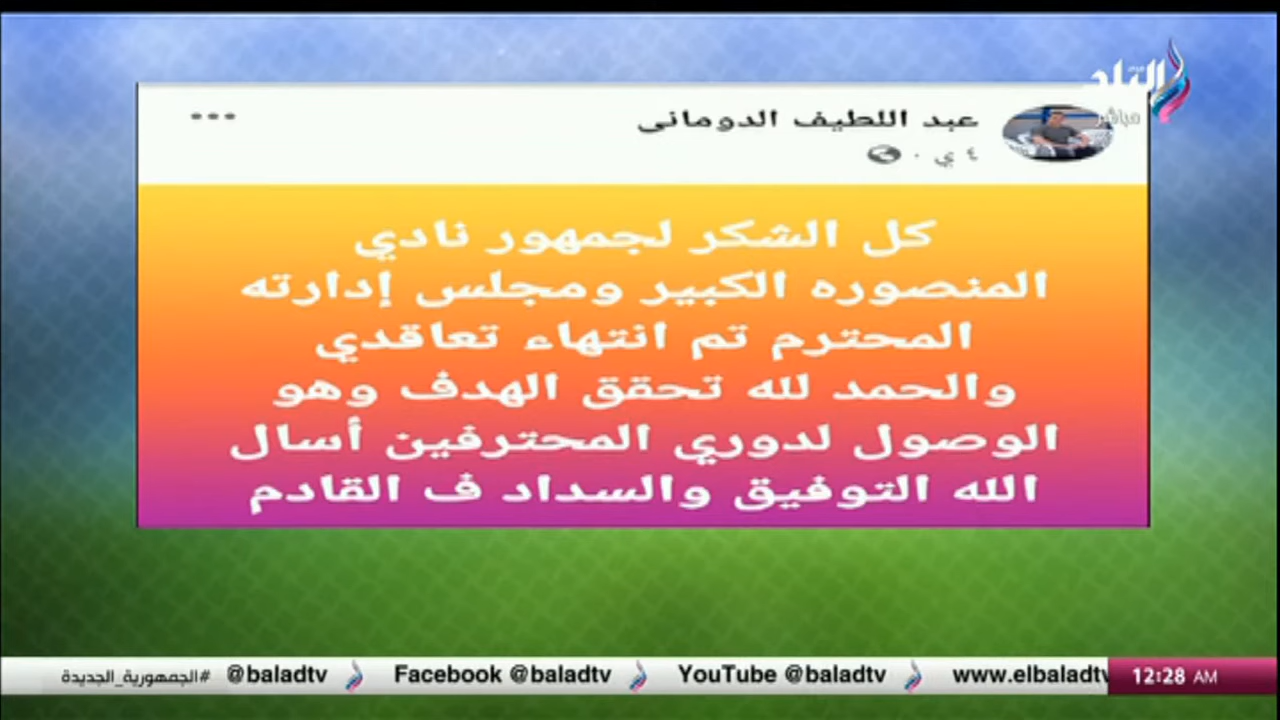 البلد
مباشر
عبد اللطيف الدومانى
٤ ي ·
كل الشكر لجمهور نادي
المنصوره الكبير ومجلس إدارته
المحترم تم انتهاء تعاقدي
والحمد لله تحقق الهدف وهو
الوصول لدوري المحترفين أسال
الله التوفيق والسداد ف القادم
#الجمهورية_الجديدة @baladtv Facebook @baladtv YouTube @baladtv www.elbaladtv 12:28 AM